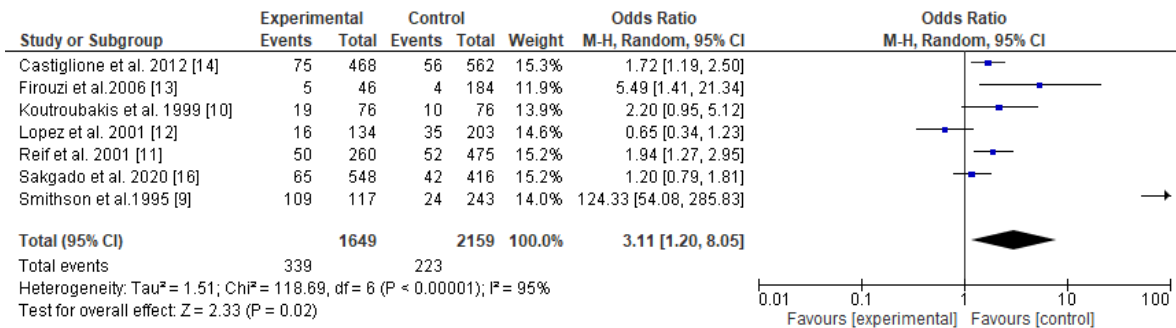 Experimental Control Odds Ratio Odds Ratio
Study or Subgroup Events Total Events Total Weight M-H, Random, 95% CI M-H, Random, 95% CI
Castiglione et al. 2012 [14] 75 468 56 562 15.3% 1.72 [1.19, 2.50]
Firouzi et al.2006 [13] 5 46 4 184 11.9% 5.49 [1.41, 21.34]
Koutroubakis et al. 1999 [10] 19 76 10 76 13.9% 2.20 [0.95, 5.12]
Lopez et al. 2001 [12] 16 134 35 203 14.6% 0.65 [0.34, 1.23]
Reif et al. 2001 [11] 50 260 52 475 15.2% 1.94 [1.27, 2.95]
Sakgado et al. 2020 [16] 65 548 42 416 15.2% 1.20 [0.79, 1.81]
Smithson et al.1995 [9] 109 117 24 243 14.0% 124.33 [54.08, 285.83]
Total (95% CI) 1649 2159 100.0% 3.11 [1.20, 8.05]
Total events 339 223
Heterogeneity: Tau² = 1.51; Chi² = 118.69, df = 6 (P < 0.00001); I² = 95%
Test for overall effect: Z = 2.33 (P = 0.02)
0.01 0.1 1 10 100
Favours [experimental] Favours [control]